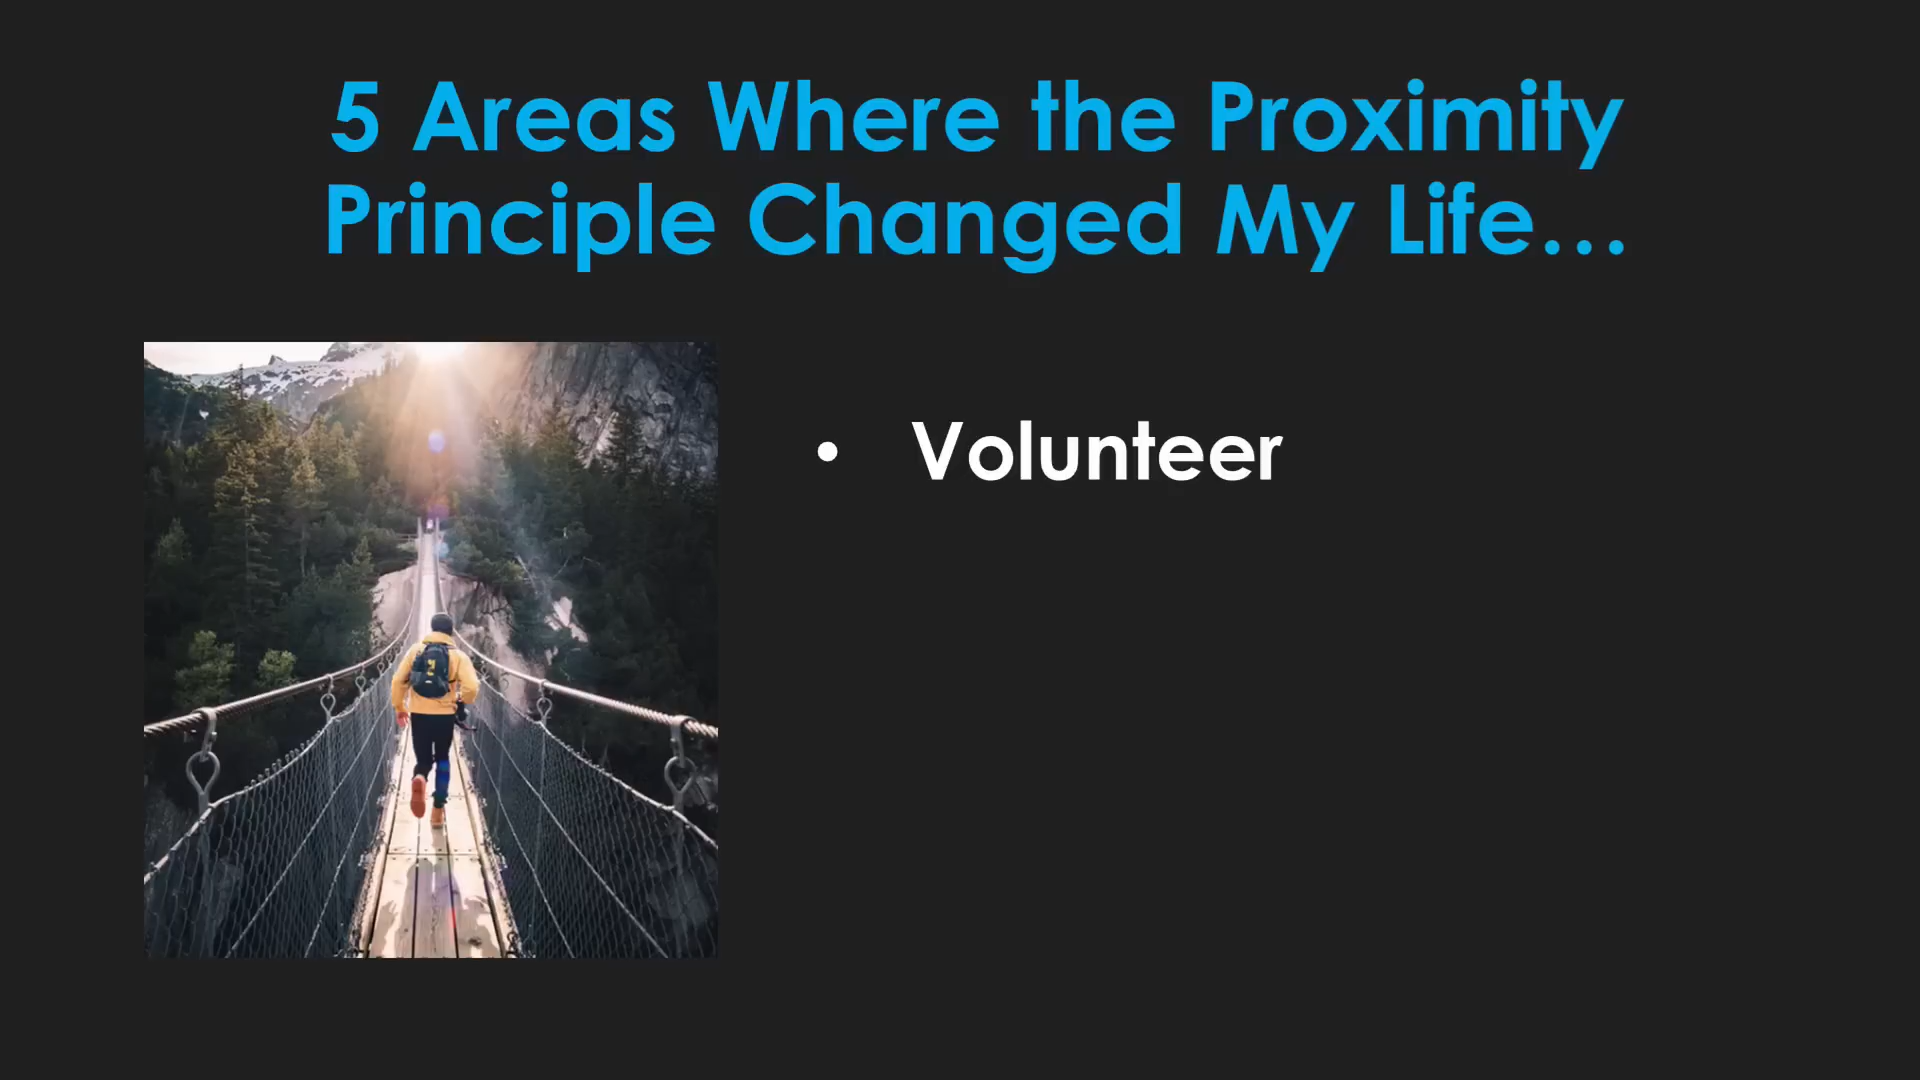 5 Areas Where the Proximity
Principle Changed My Life…
• Volunteer